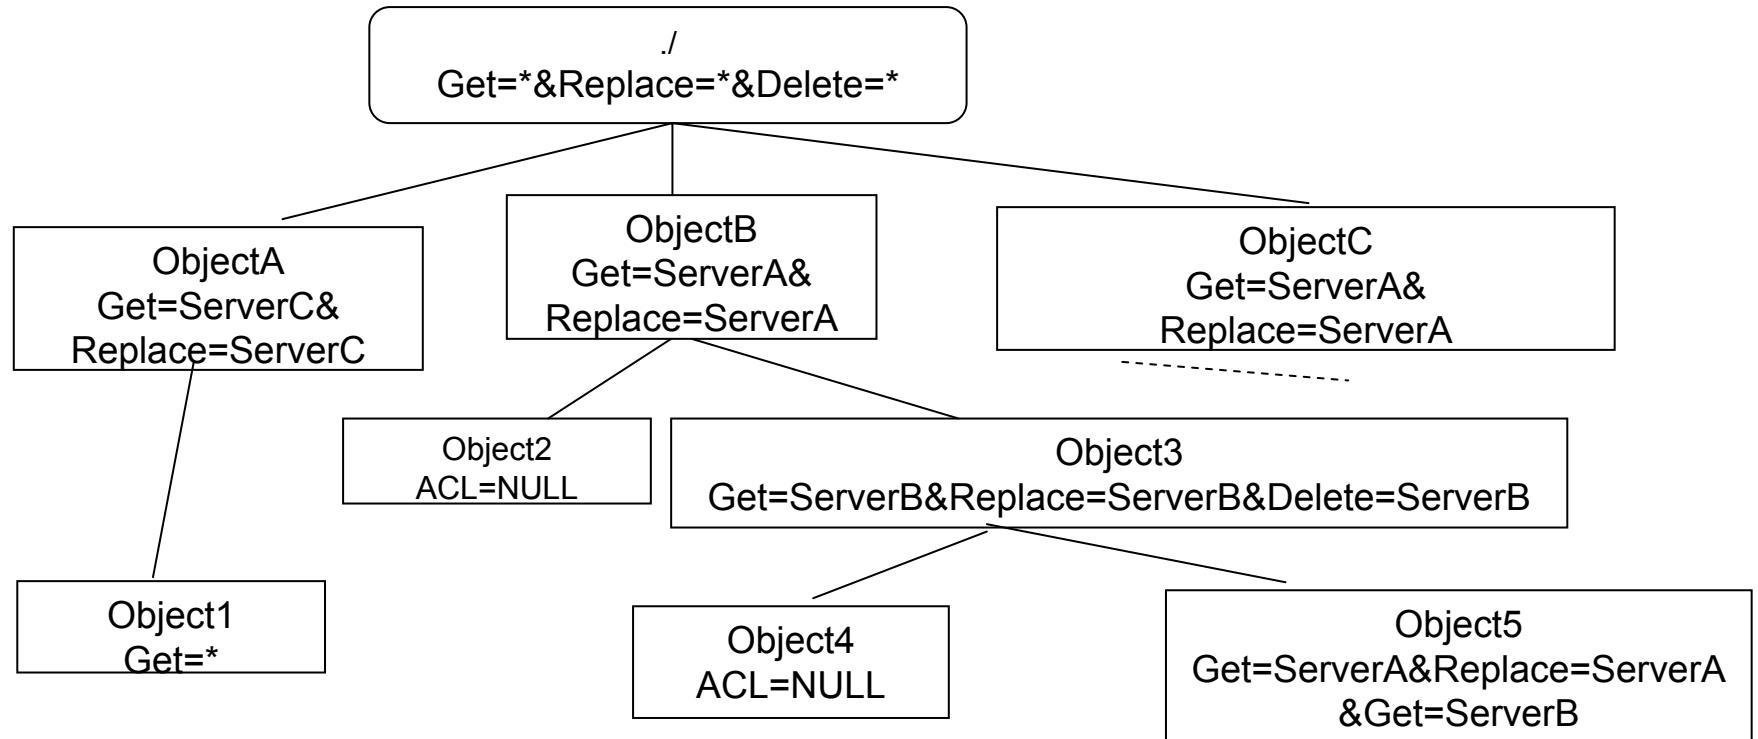 ./
Get=*&Replace=*&Delete=*
ObjectA
Get=ServerC&
Replace=ServerC
ObjectB
Get=ServerA&
Replace=ServerA
ObjectC
Get=ServerA&
Replace=ServerA
Object2
ACL=NULL
Object3
Get=ServerB&Replace=ServerB&Delete=ServerB
Object1
Get=*
Object4
ACL=NULL
Object5
Get=ServerA&Replace=ServerA
&Get=ServerB